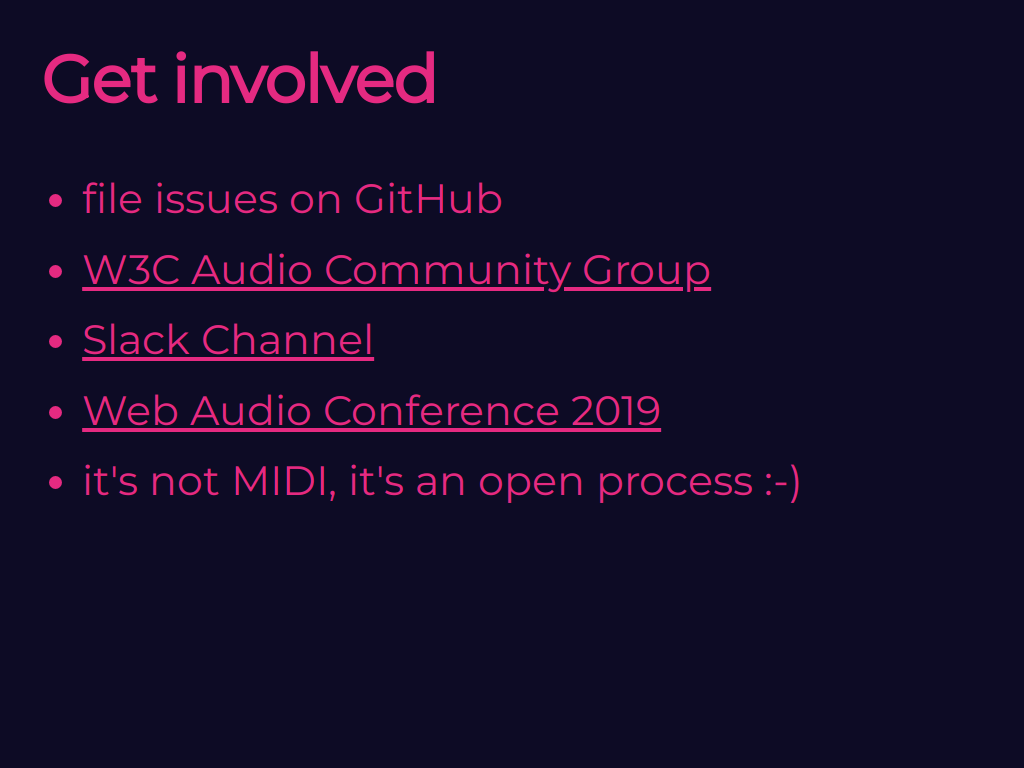 Get involved
file issues on GitHub
W3C Audio Community Group
Slack Channel
Web Audio Conference 2019
it's not MIDI, it's an open process :-)